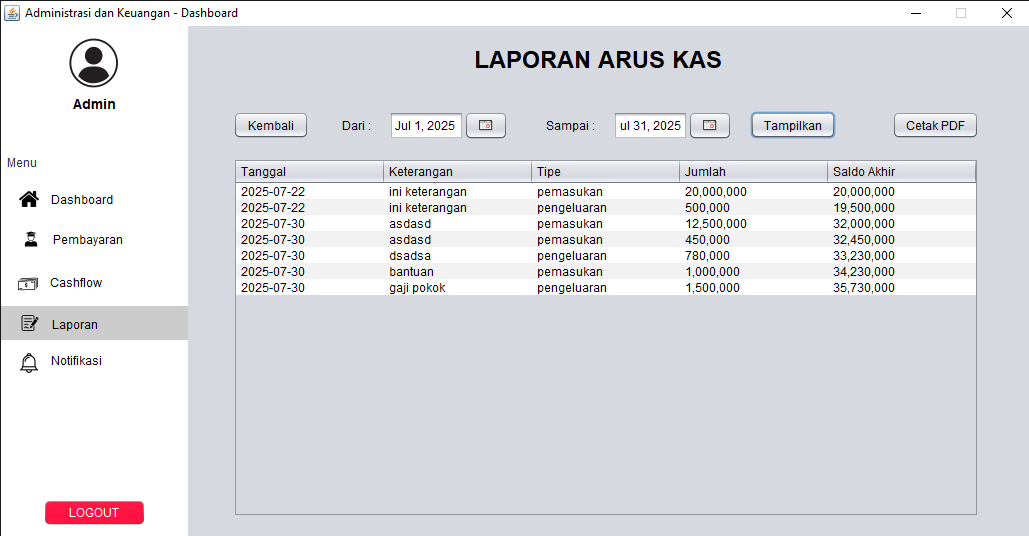 Administrasi dan Keuangan - Dashboard
Admin
Menu
Dashboard
Pembayaran
Cashflow
Laporan
Notifikasi
LOGOUT
LAPORAN ARUS KAS
Kembali Dari : Jul 1, 2025 Sampai : ul 31, 2025 Tampilkan Cetak PDF
Tanggal Keterangan Tipe Jumlah Saldo Akhir
2025-07-22 ini keterangan pemasukan 20,000,000 20,000,000
2025-07-22 ini keterangan pengeluaran 500,000 19,500,000
2025-07-30 asdasd pemasukan 12,500,000 32,000,000
2025-07-30 asdasd pemasukan 450,000 32,450,000
2025-07-30 dsadsa pengeluaran 780,000 33,230,000
2025-07-30 bantuan pemasukan 1,000,000 34,230,000
2025-07-30 gaji pokok pengeluaran 1,500,000 35,730,000